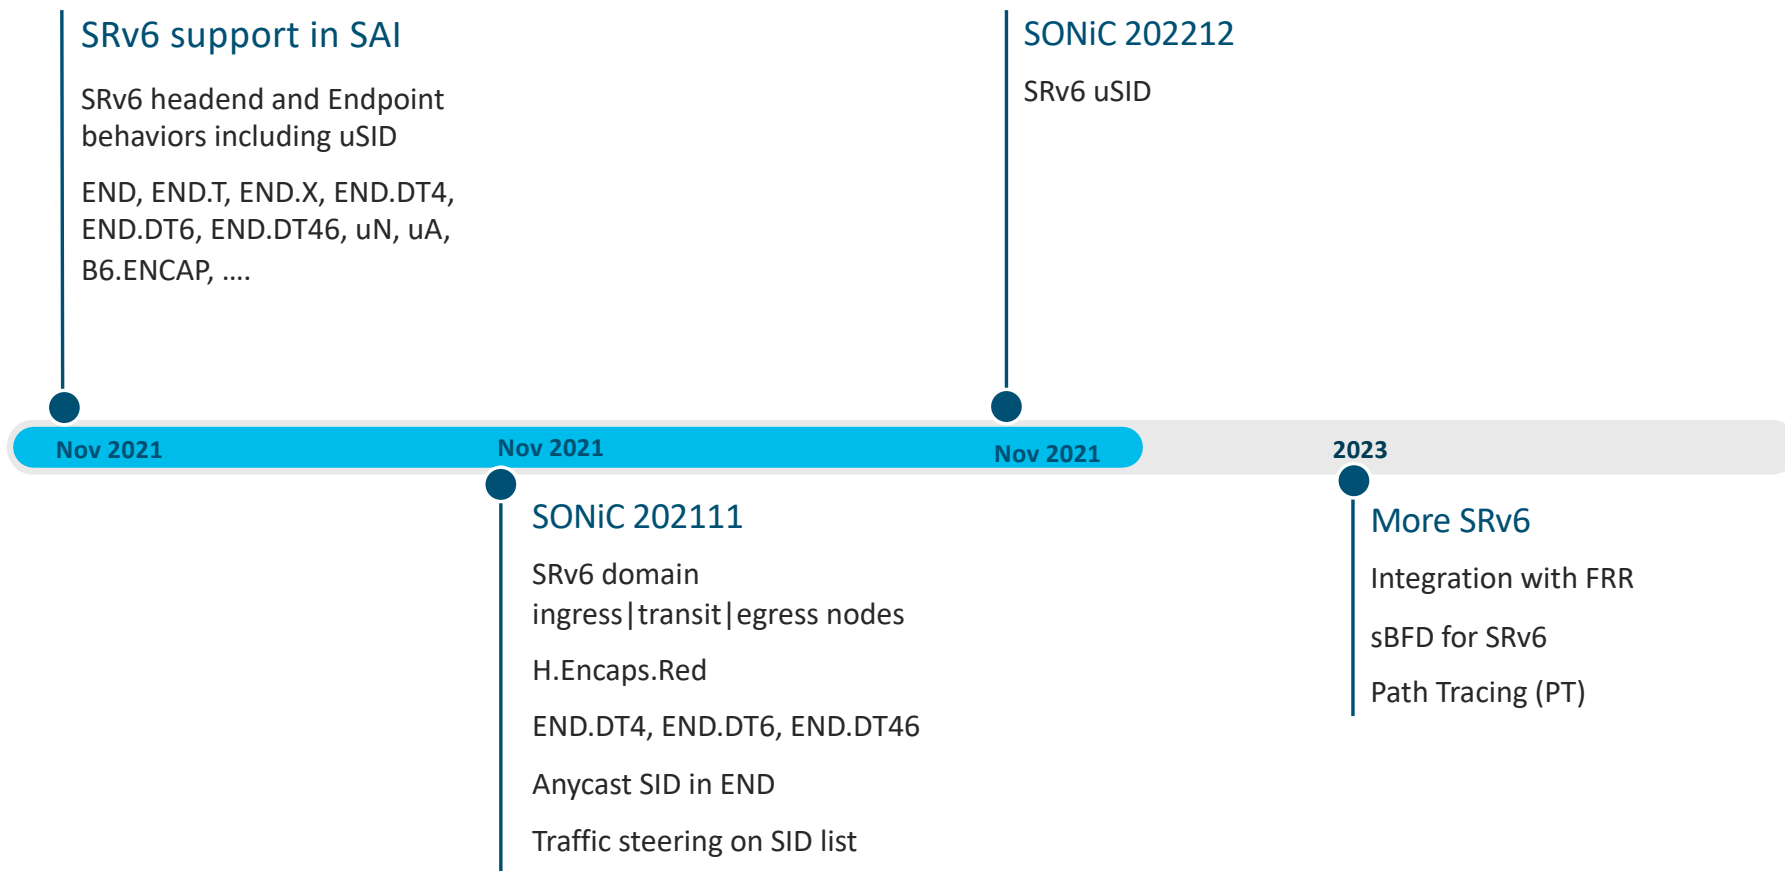 SRv6 support in SAI
SRv6 headend and Endpoint
behaviors including uSID
END, END.T, END.X, END.DT4,
END.DT6, END.DT46, uN, uA,
B6.ENCAP, ....
SONiC 202212
SRv6 uSID
Nov 2021
Nov 2021
Nov 2021
2023
SONiC 202111
SRv6 domain
ingress|transit|egress nodes
H.Encaps.Red
END.DT4, END.DT6, END.DT46
Anycast SID in END
Traffic steering on SID list
More SRv6
Integration with FRR
sBFD for SRv6
Path Tracing (PT)